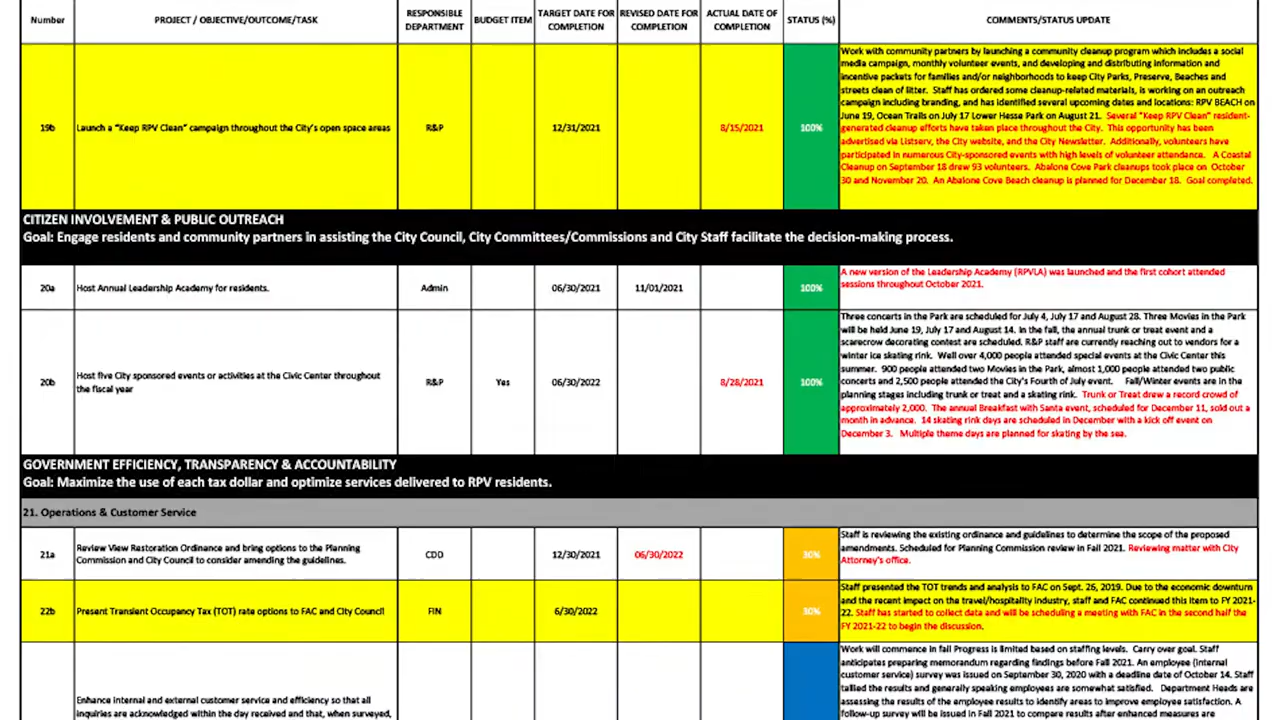 Number PROJECT / OBJECTIVE/OUTCOME/TASK RESPONSIBLE DEPARTMENT BUDGET ITEM TARGET DATE FOR COMPLETION REVISED DATE FOR COMPLETION ACTUAL DATE OF COMPLETION STATUS (%) COMMENTS/STATUS UPDATE
19b Launch a "Keep RPV Clean" campaign throughout the City's open space areas R&P 12/31/2021 8/15/2021 100%
Work with community partners by launching a community cleanup program which includes a social
media campaign, monthly volunteer events, and developing and distributing information and
incentive packets for families and/or neighborhoods to keep City Parks, Preserve, Beaches and
streets clean of litter. Staff has ordered some cleanup-related materials, is working on an outreach
campaign including branding, and has identified several upcoming dates and locations: RPV BEACH on
June 19, Ocean Trails on July 17 Lower Hesse Park on August 21. Several "Keep RPV Clean" resident-
generated cleanup efforts have taken place throughout the City. This opportunity has been
advertised via Listserv, the City website, and the City Newsletter. Additionally, volunteers have
participated in numerous City-sponsored events with high levels of volunteer attendance. A Coastal
Cleanup on September 18 drew 93 volunteers. Abalone Cove Park cleanups took place on October
30 and November 20. An Abalone Cove Beach cleanup is planned for December 18. Goal completed.
CITIZEN INVOLVEMENT & PUBLIC OUTREACH
Goal: Engage residents and community partners in assisting the City Council, City Committees/Commissions and City Staff facilitate the decision-making process.
20a Host Annual Leadership Academy for residents. Admin 06/30/2021 11/01/2021 100%
A new version of the Leadership Academy (RPVLA) was launched and the first cohort attended
sessions throughout October 2021.
20b Host five City sponsored events or activities at the Civic Center throughout
the fiscal year R&P Yes 06/30/2022 8/28/2021 100%
Three concerts in the Park are scheduled for July 4, July 17 and August 28. Three Movies in the Park
will be held June 19, July 17 and August 14. In the fall, the annual trunk or treat event and a
scarecrow decorating contest are scheduled. R&P staff are currently reaching out to vendors for a
winter ice skating rink. Well over 4,000 people attended special events at the Civic Center this
summer. 900 people attended two Movies in the Park, almost 1,000 people attended two public
concerts and 2,500 people attended the City's Fourth of July event. Fall/Winter events are in the
planning stages including trunk or treat and a skating rink. Trunk or Treat drew a record crowd of
approximately 2,000. The annual Breakfast with Santa event, scheduled for December 11, sold out a
month in advance. 14 skating rink days are scheduled in December with a kick off event on
December 3. Multiple theme days are planned for skating by the sea.
GOVERNMENT EFFICIENCY, TRANSPARENCY & ACCOUNTABILITY
Goal: Maximize the use of each tax dollar and optimize services delivered to RPV residents.
21. Operations & Customer Service
21a Review View Restoration Ordinance and bring options to the Planning
Commission and City Council to consider amending the guidelines. CDD 12/30/2021 06/30/2022 30%
Staff is reviewing the existing ordinance and guidelines to determine the scope of the proposed
amendments. Scheduled for Planning Commission review in Fall 2021. Reviewing matter with City
Attorney's office.
22b Present Transient Occupancy Tax (TOT) rate options to FAC and City Council FIN 6/30/2022 30%
Staff presented the TOT trends and analysis to FAC on Sept. 26, 2019. Due to the economic downturn
and the recent impact on the travel/hospitality industry, staff and FAC continued this item to FY 2021-
22. Staff has started to collect data and will be scheduling a meeting with FAC in the second half the
FY 2021-22 to begin the discussion.
Enhance internal and external customer service and efficiency so that all
inquiries are acknowledged within the day received and that, when surveyed,
Work will commence in fall Progress is limited based on staffing levels. Carry over goal. Staff
anticipates preparing memorandum regarding findings before Fall 2021. An employee (internal
customer service) survey was issued on September 30, 2020 with a deadline date of October 14. Staff
tallied the results and generally speaking employees are somewhat satisfied. Department Heads are
assessing the results of the employee results to identify areas to improve employee satisfaction. A
follow-up survey will be issued in Fall 2021 to compare results after enhanced measures are